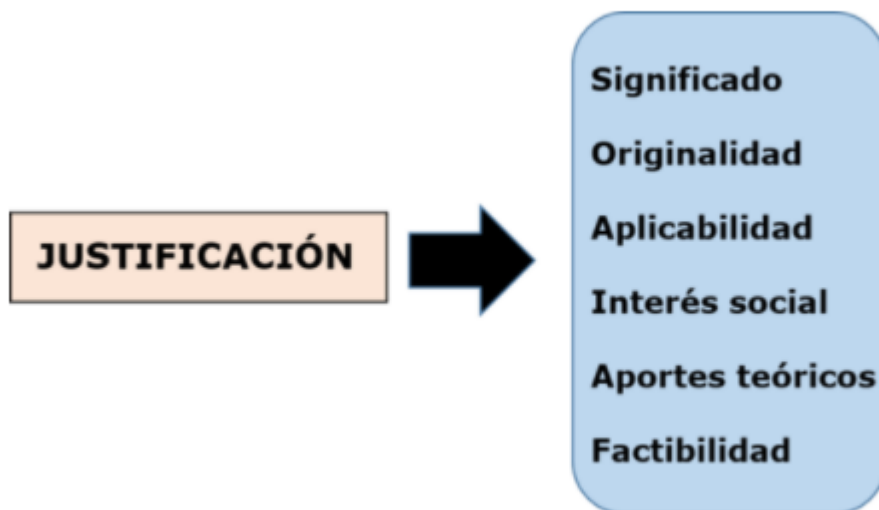 JUSTIFICACIÓN
Significado
Originalidad
Aplicabilidad
Interés social
Aportes teóricos
Factibilidad